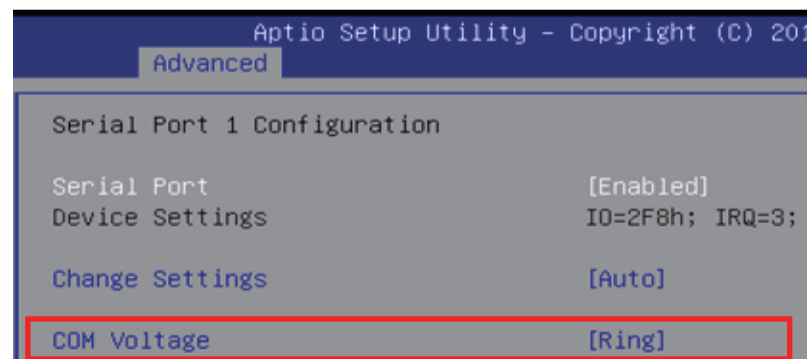 Aptio Setup Utility – Copyright (C) 201
Advanced
Serial Port 1 Configuration
Serial Port [Enabled]
Device Settings IO=2F8h; IRQ=3;
Change Settings [Auto]
COM Voltage [Ring]